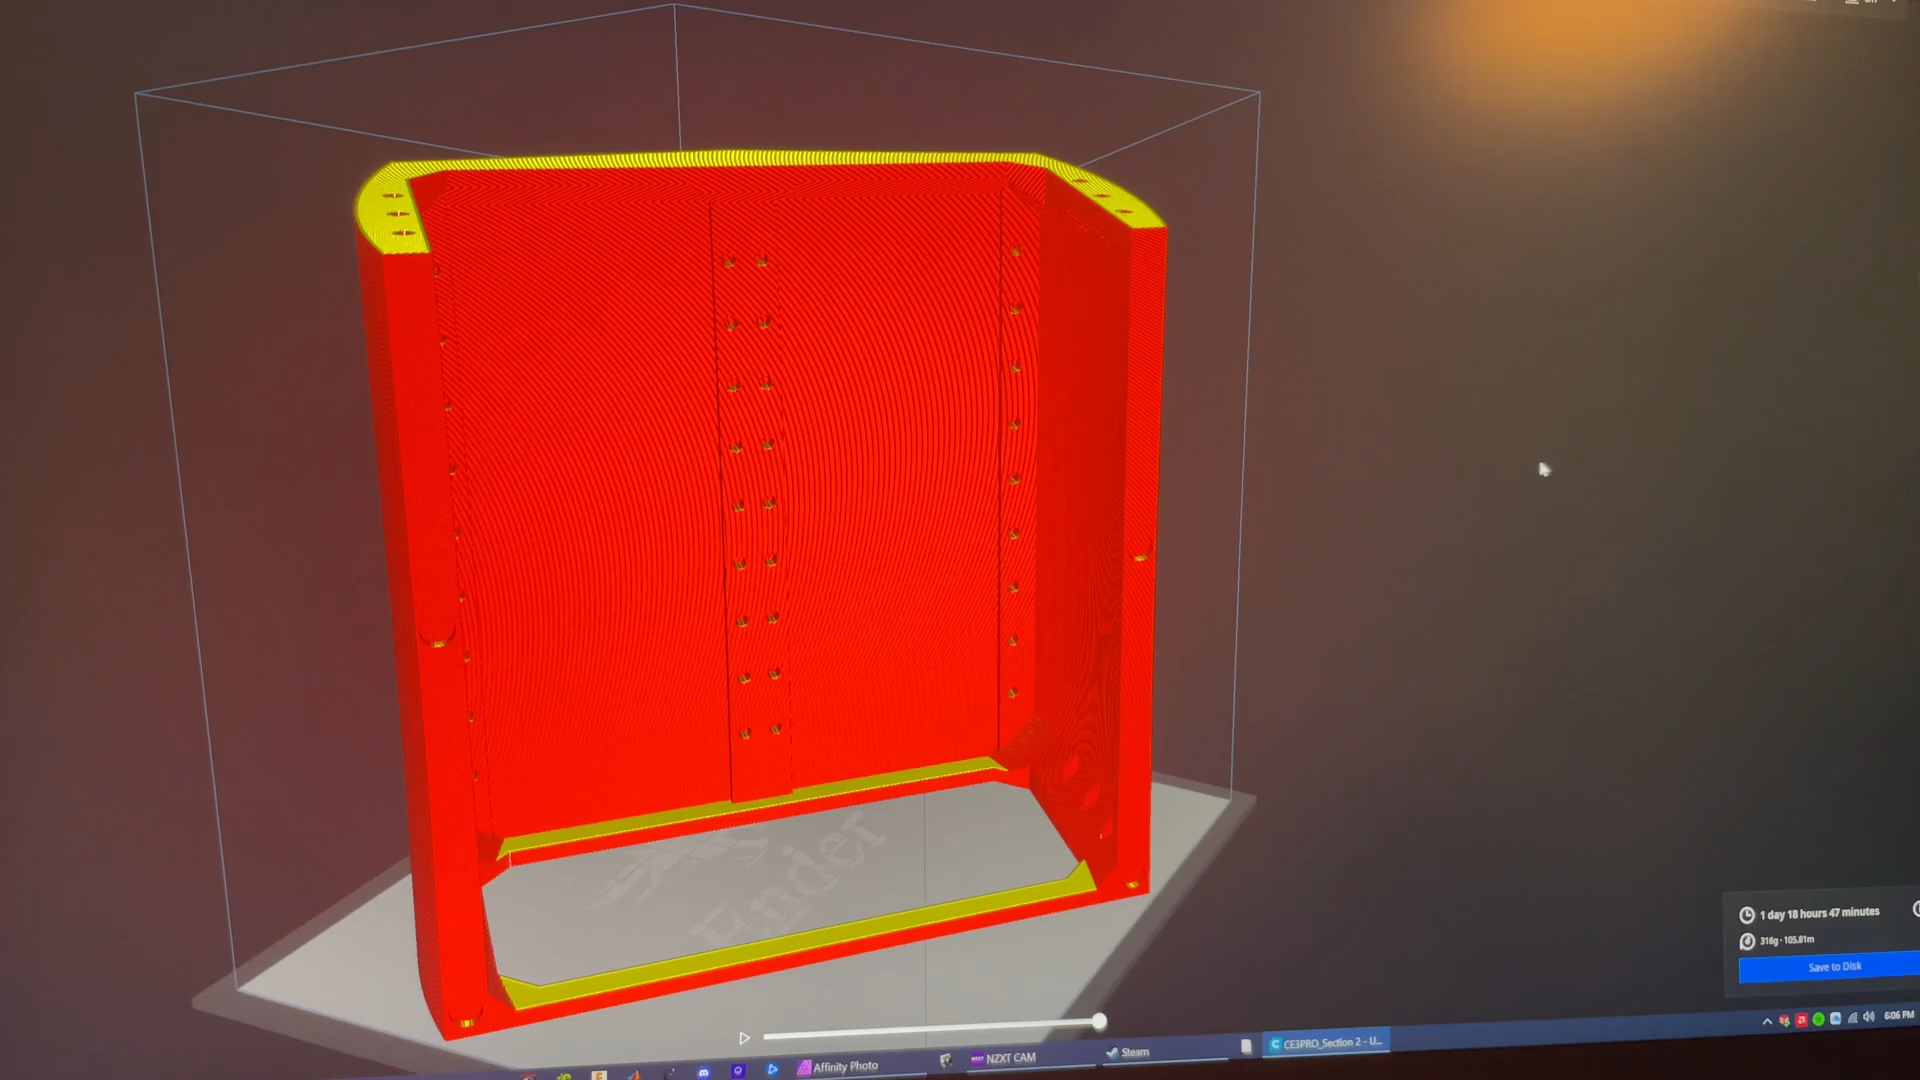 Ender
1 day 18 hours 47 minutes
316g · 105.81m
Save to Disk
6:06 PM
Affinity Photo
NZXT CAM
Steam
CE3PRO_Section 2 - U...